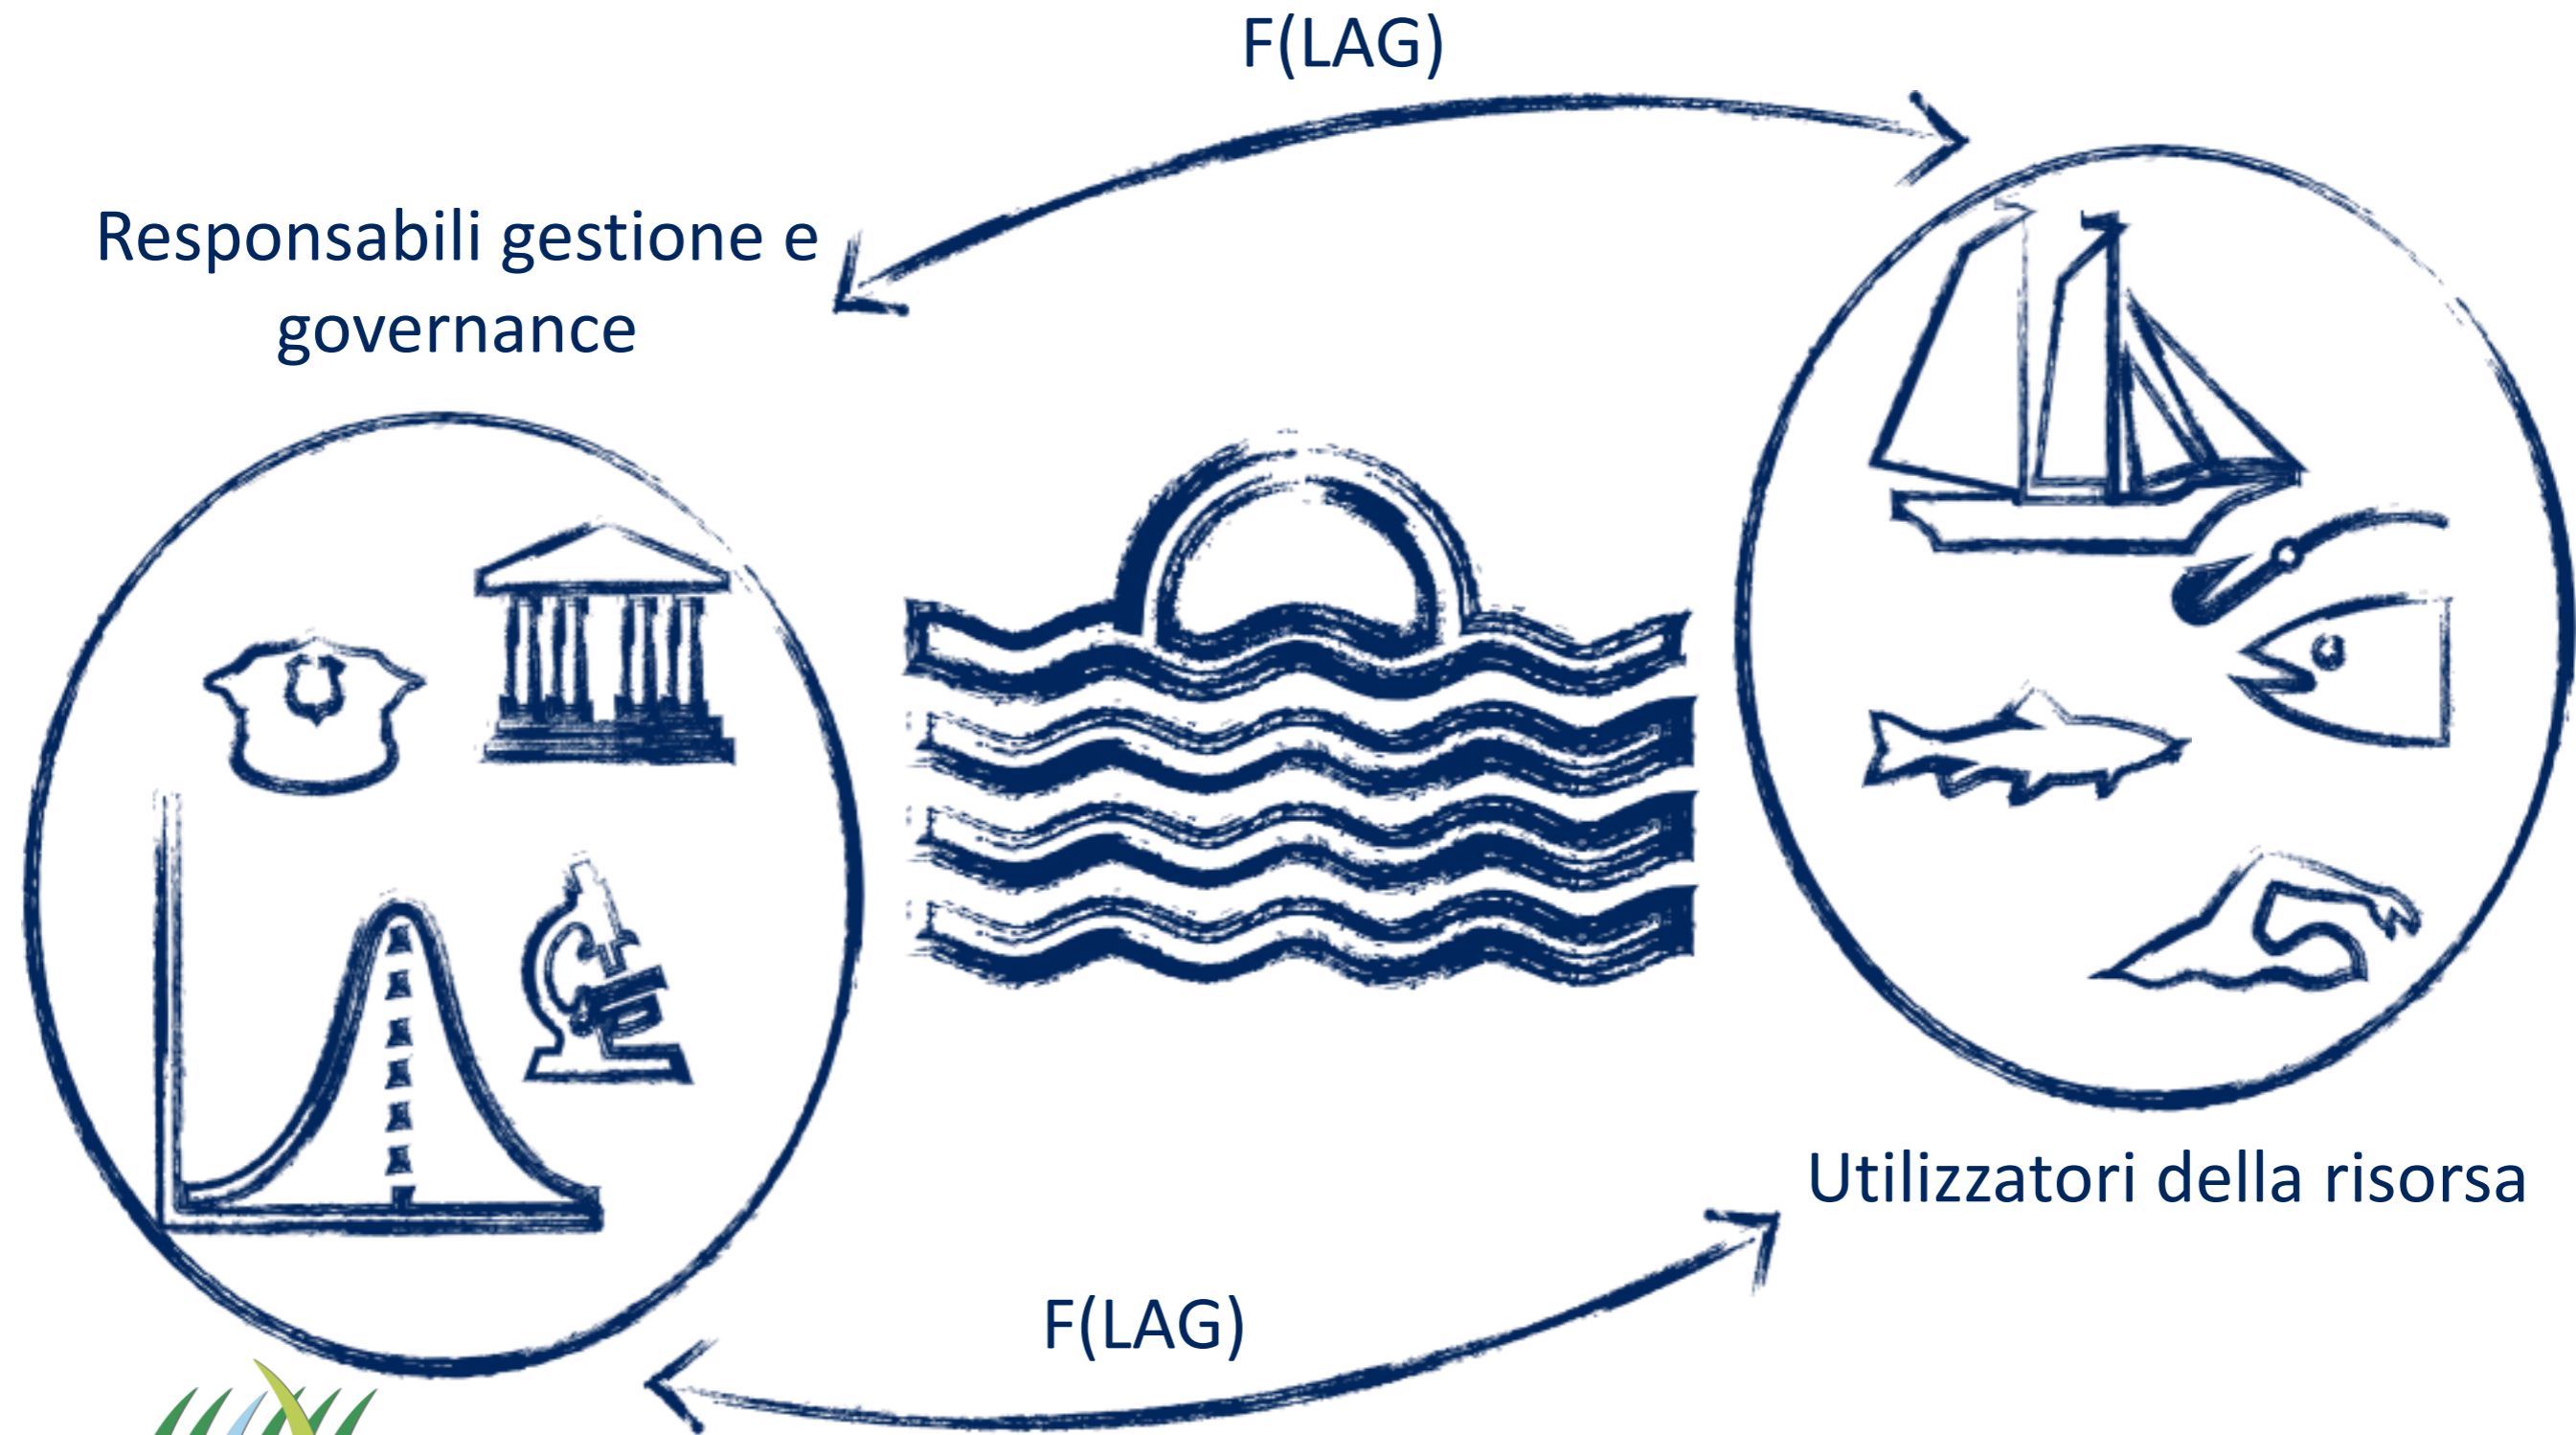 F(LAG)
Responsabili gestione e
governance
Utilizzatori della risorsa
F(LAG)